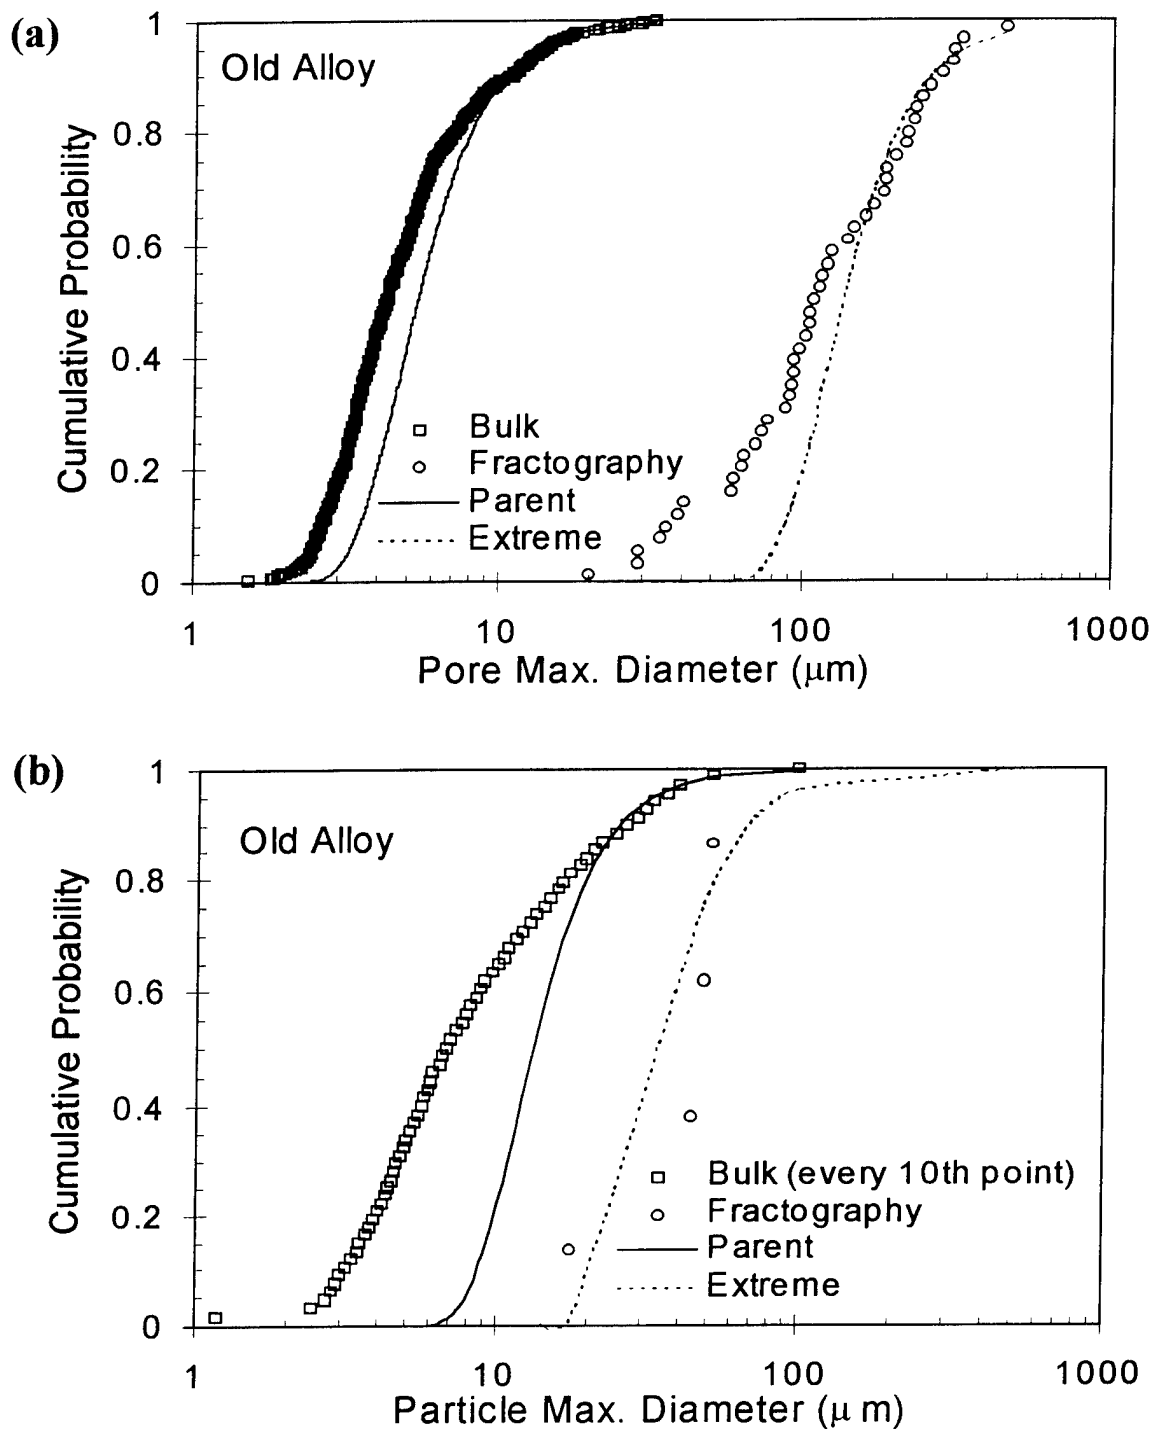 (a)
1
Old Alloy
0.8
0.6
0.4
0.2
0
Cumulative Probability
Bulk
Fractography
Parent
Extreme
1 10 100 1000
Pore Max. Diameter (μm)
(b)
1
Old Alloy
0.8
0.6
0.4
0.2
0
Cumulative Probability
Bulk (every 10th point)
Fractography
Parent
Extreme
1 10 100 1000
Particle Max. Diameter (μ m)